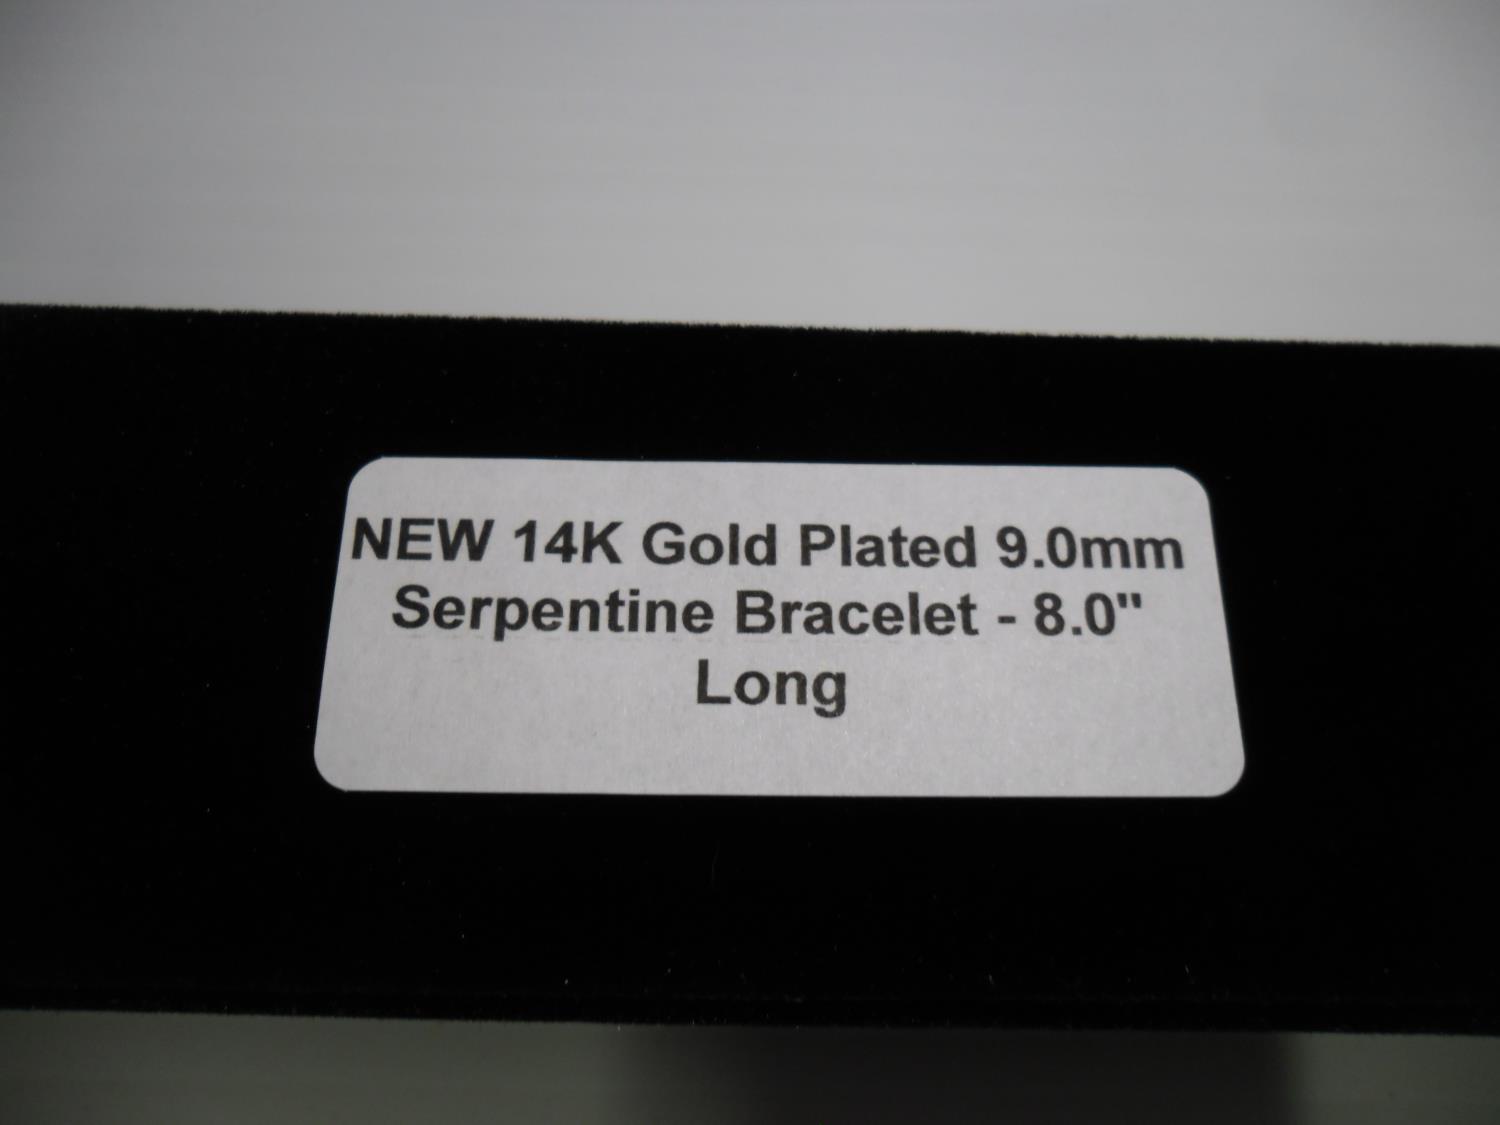 NEW 14K Gold Plated 9.0mm
Serpentine Bracelet - 8.0"
Long